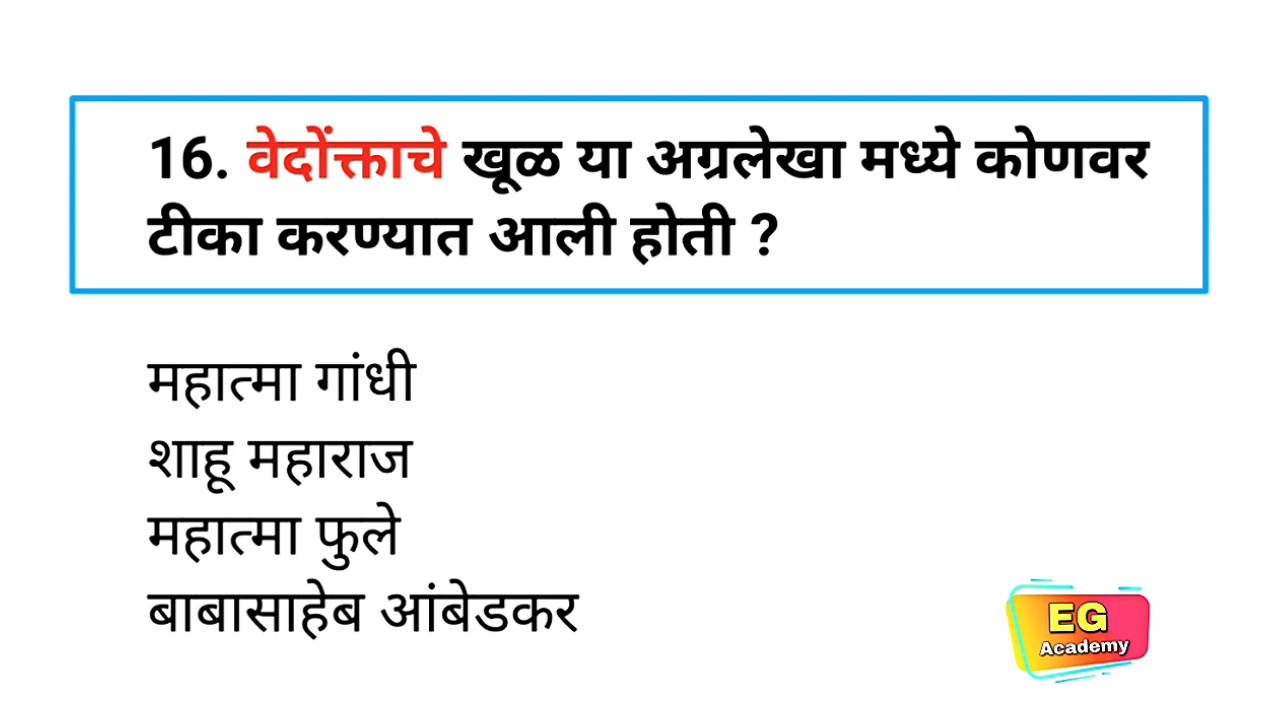 16. वेदोंक्ताचे खूळ या अग्रलेखा मध्ये कोणवर
टीका करण्यात आली होती ?
महात्मा गांधी
शाहू महाराज
महात्मा फुले
बाबासाहेब आंबेडकर
EG
Academy